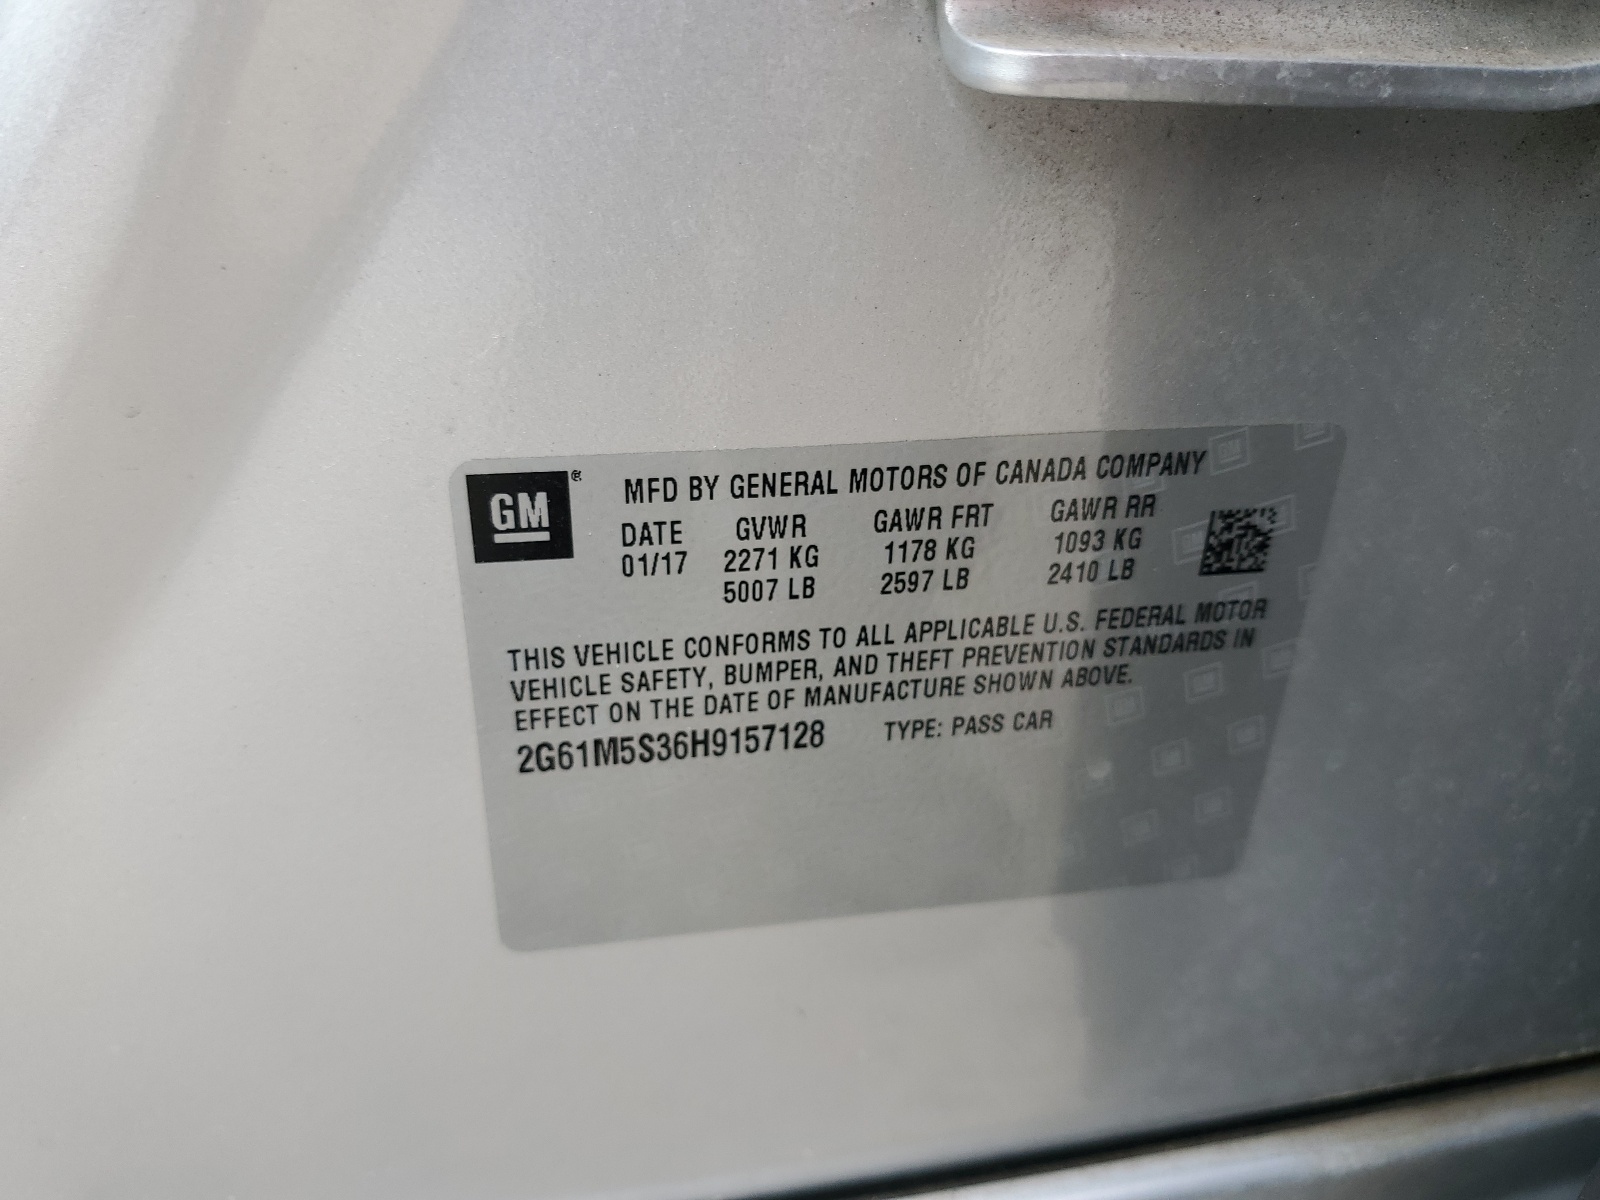 GM ® MFD BY GENERAL MOTORS OF CANADA COMPANY
DATE GVWR GAWR FRT GAWR RR
01/17 2271 KG 1178 KG 1093 KG
5007 LB 2597 LB 2410 LB
THIS VEHICLE CONFORMS TO ALL APPLICABLE U.S. FEDERAL MOTOR
VEHICLE SAFETY, BUMPER, AND THEFT PREVENTION STANDARDS IN
EFFECT ON THE DATE OF MANUFACTURE SHOWN ABOVE.
2G61M5S36H9157128 TYPE: PASS CAR